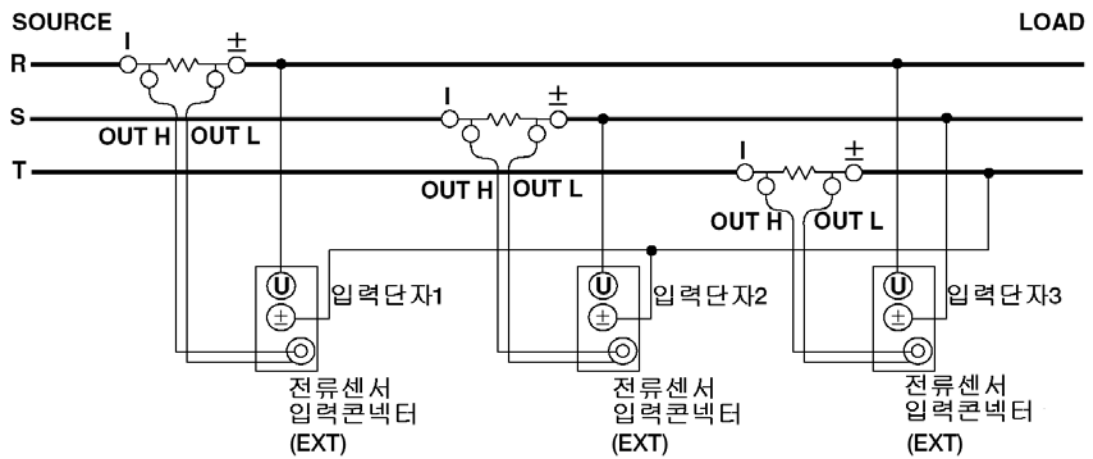 SOURCE
LOAD
I ±
R
I ±
S
OUT H OUT L
I ±
T
OUT H OUT L
OUT H OUT L
U
입력단자1
±
U
입력단자2
±
U
입력단자3
±
전류센서
입력콘넥터
(EXT)
전류센서
입력콘넥터
(EXT)
전류센서
입력콘넥터
(EXT)